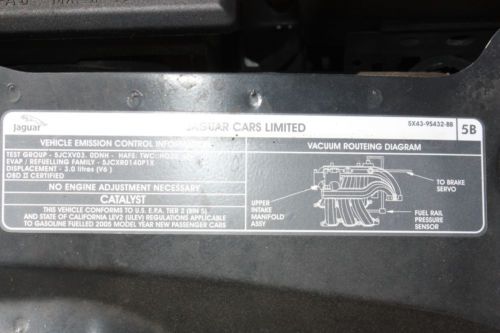 Jaguar
JAGUAR CARS LIMITED
5X43-9S432-BB
5B
VEHICLE EMISSION CONTROL
TEST GROUP - 5JCXV03. 0DNH - HAFS: TWC:
EVAP / REFUELLING FAMILY - 5JCXR0140P1X
DISPLACEMENT - 3.0 litres (V6 )
OBD II CERTIFIED
NO ENGINE ADJUSTMENT NECESSARY
CATALYST
THIS VEHICLE CONFORMS TO U.S. E.P.A. TIER 2 (BIN 5)
AND STATE OF CALIFORNIA LEV2 (ULEV) REGULATIONS APPLICABLE
TO GASOLINE FUELLED 2005 MODEL YEAR NEW PASSENGER CARS
VACUUM ROUTEING DIAGRAM
TO BRAKE
SERVO
UPPER
INTAKE
MANIFOLD
ASSY
FUEL RAIL
PRESSURE
SENSOR